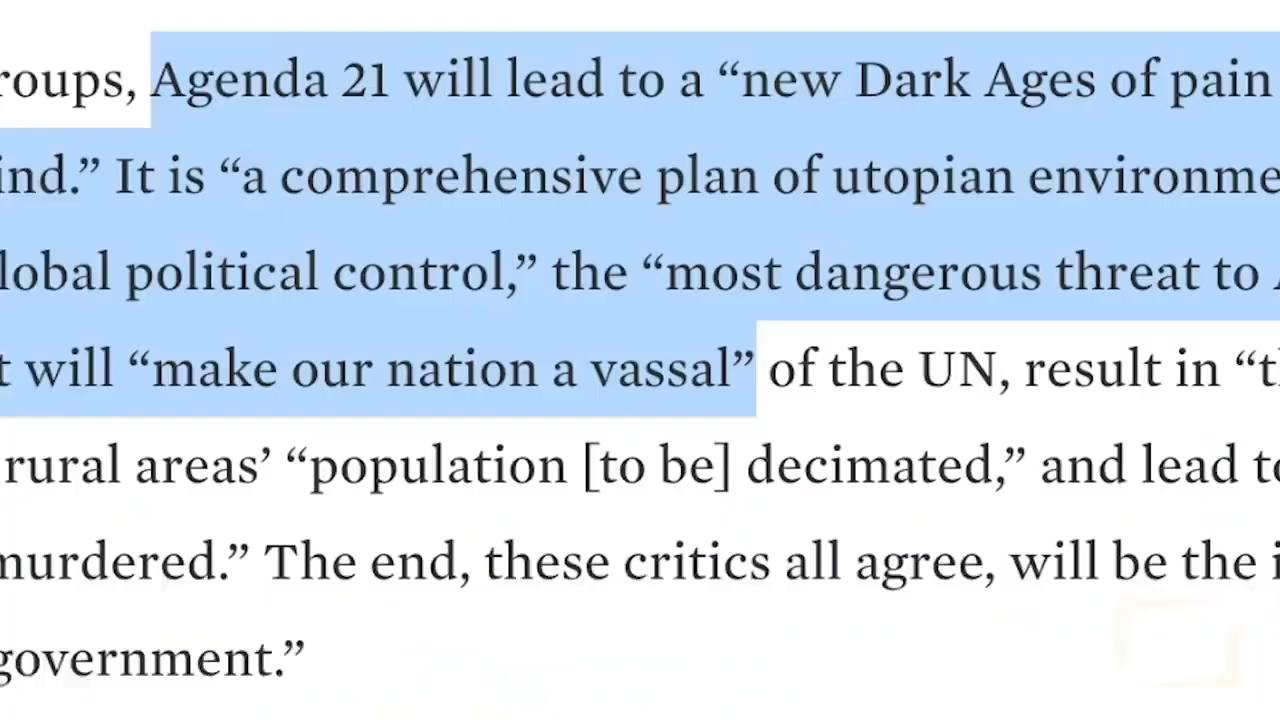 roups, Agenda 21 will lead to a “new Dark Ages of pain
ind.” It is “a comprehensive plan of utopian environme
lobal political control,” the “most dangerous threat to
t will “make our nation a vassal” of the UN, result in “t
rural areas’ “population [to be] decimated,” and lead to
murdered.” The end, these critics all agree, will be the i
government.”